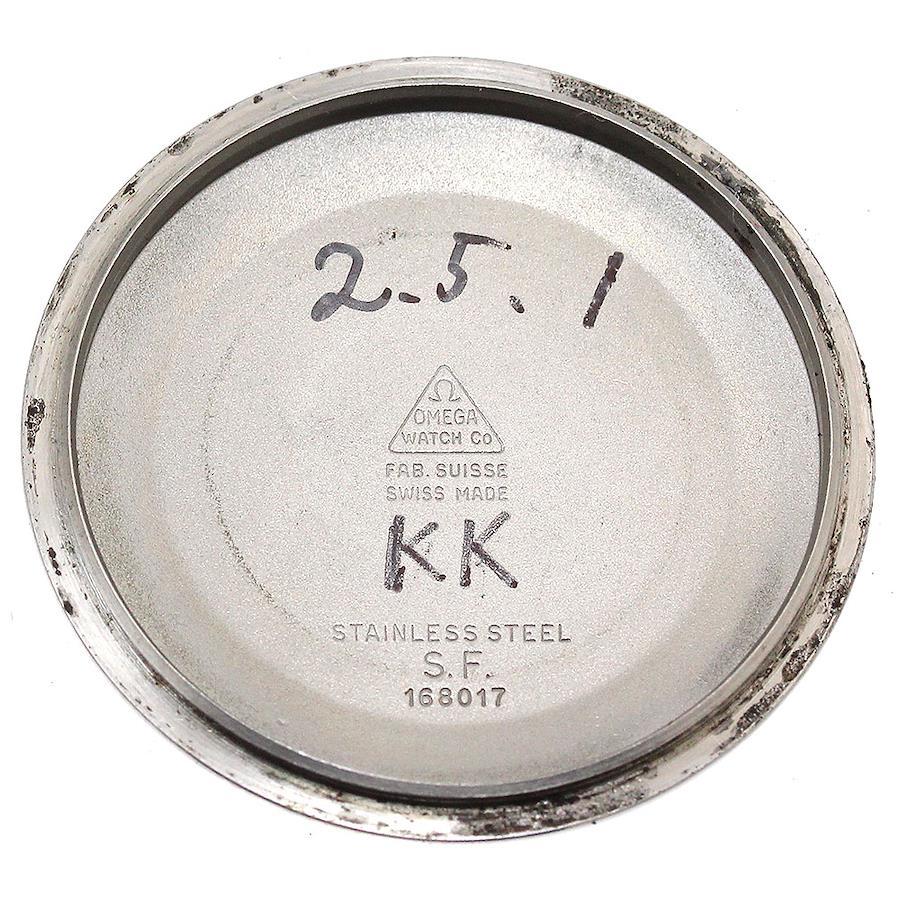 2.5.1
Ω
OMEGA
WATCH Co
FAB. SUISSE
SWISS MADE
KK
STAINLESS STEEL
S.F.
168017